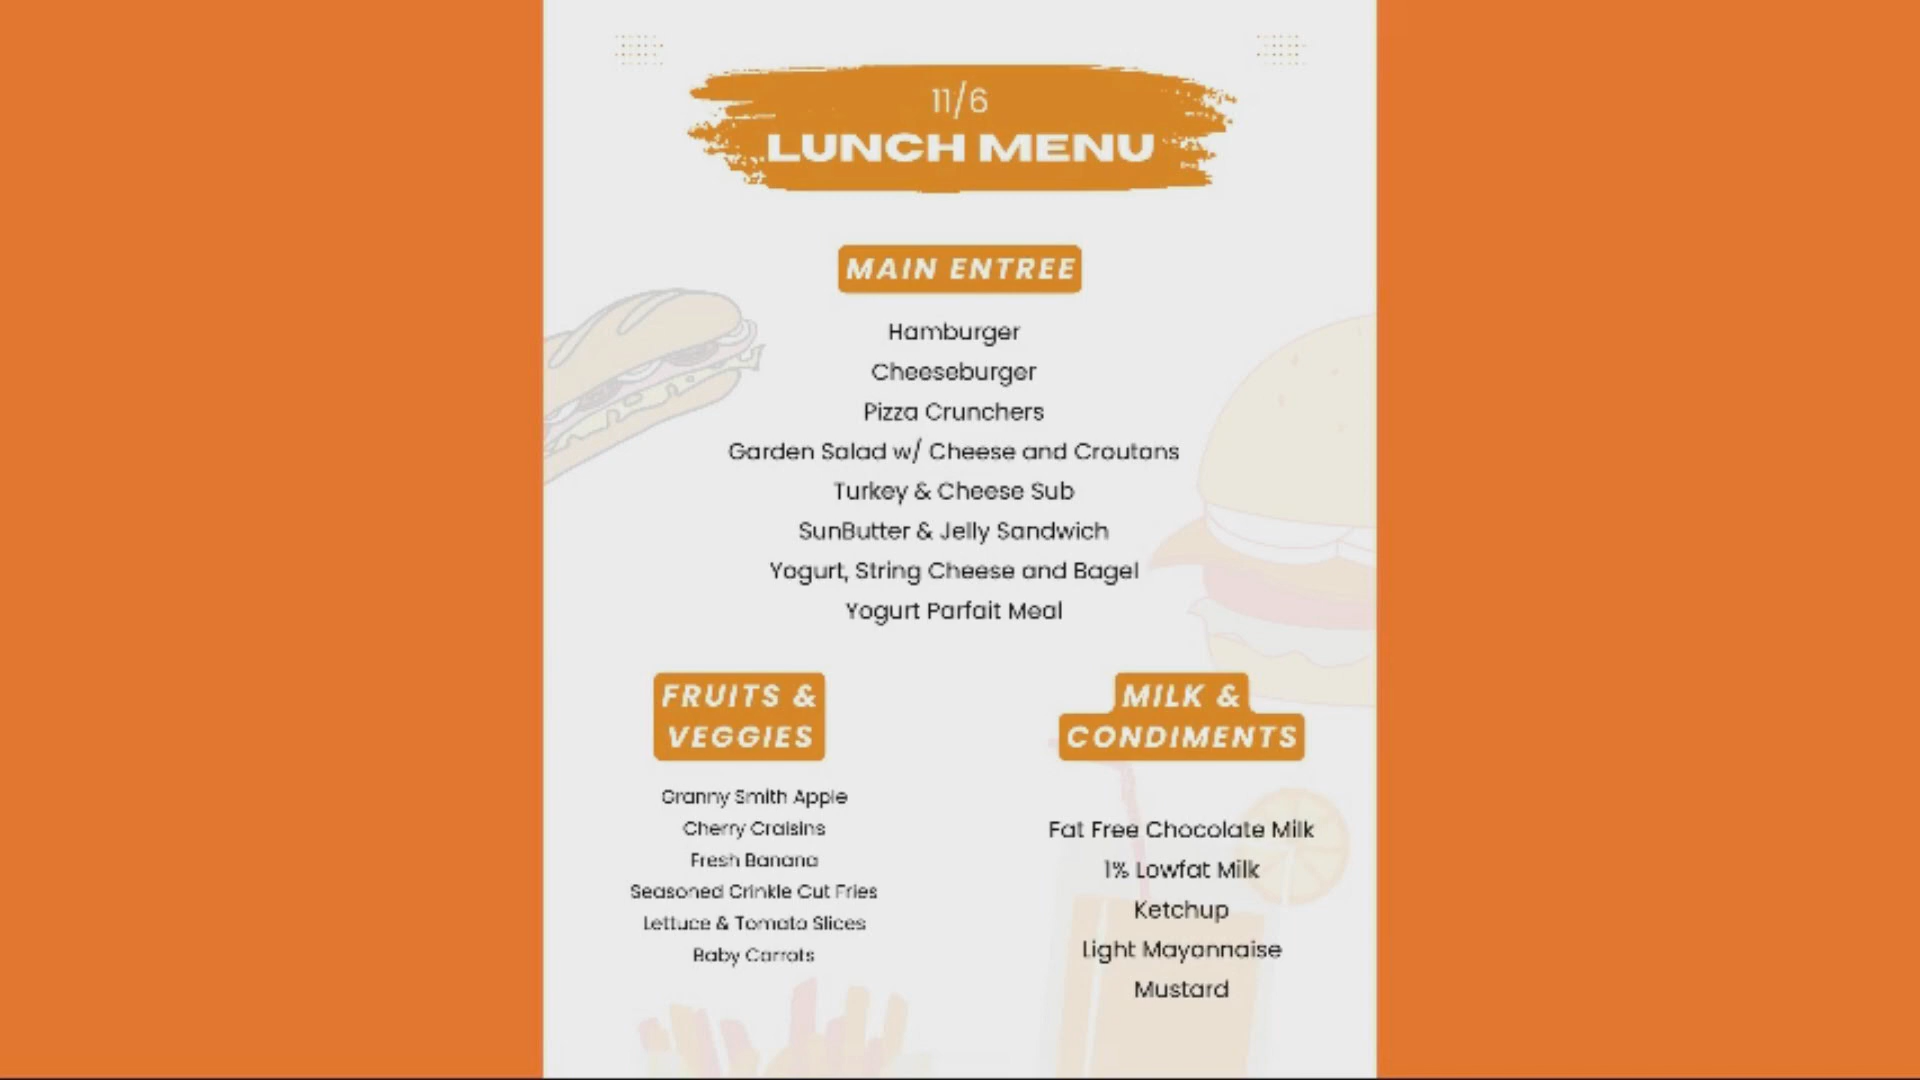 11/6
LUNCH MENU
MAIN ENTREE
Hamburger
Cheeseburger
Pizza Crunchers
Garden Salad w/ Cheese and Croutons
Turkey & Cheese Sub
SunButter & Jelly Sandwich
Yogurt, String Cheese and Bagel
Yogurt Parfait Meal
FRUITS &
VEGGIES
Granny Smith Apple
Cherry Craisins
Fresh Banana
Seasoned Crinkle Cut Fries
Lettuce & Tomato Slices
Baby Carrots
MILK &
CONDIMENTS
Fat Free Chocolate Milk
1% Lowfat Milk
Ketchup
Light Mayonnaise
Mustard